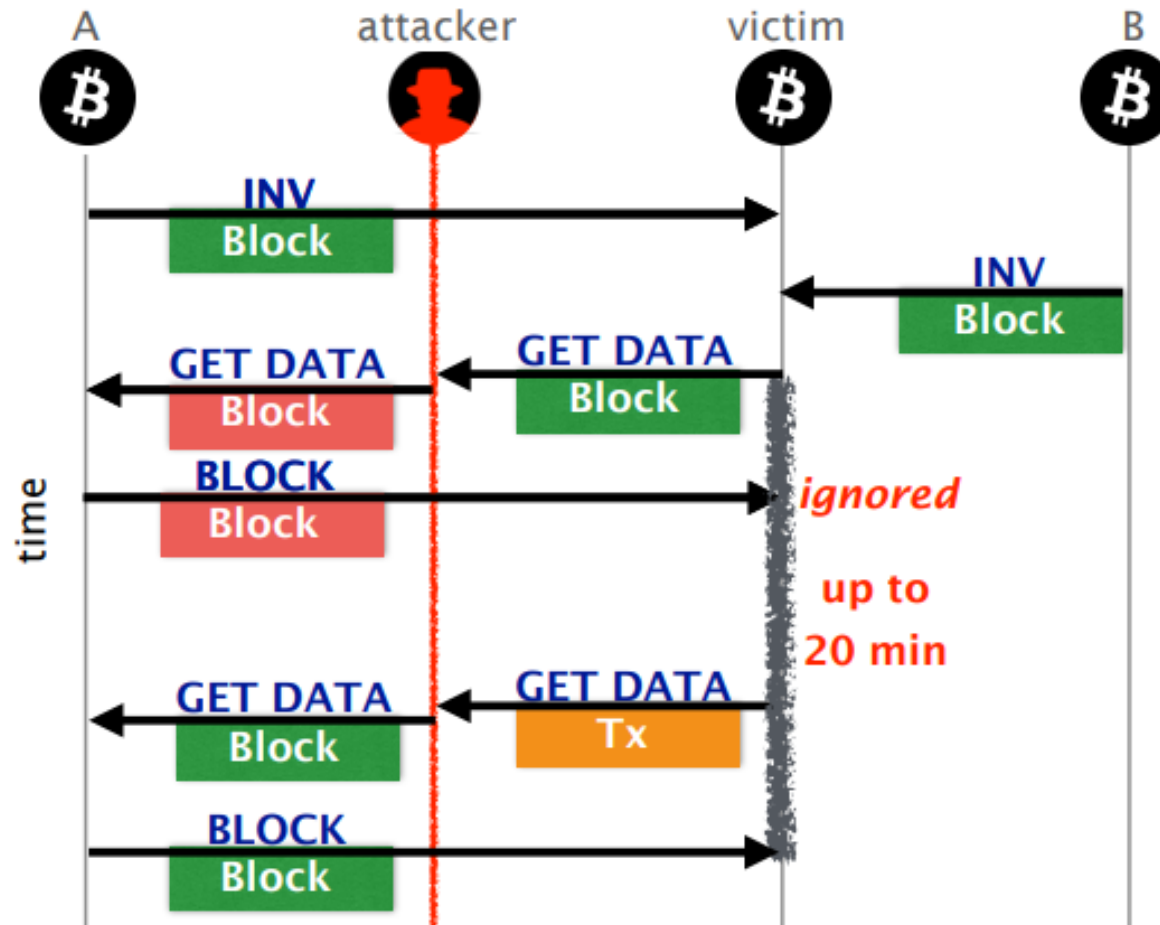 A
attacker
victim
B
INV
Block
INV
Block
GET DATA
Block
GET DATA
Block
BLOCK
Block
ignored
up to
20 min
time
GET DATA
Tx
GET DATA
Block
BLOCK
Block